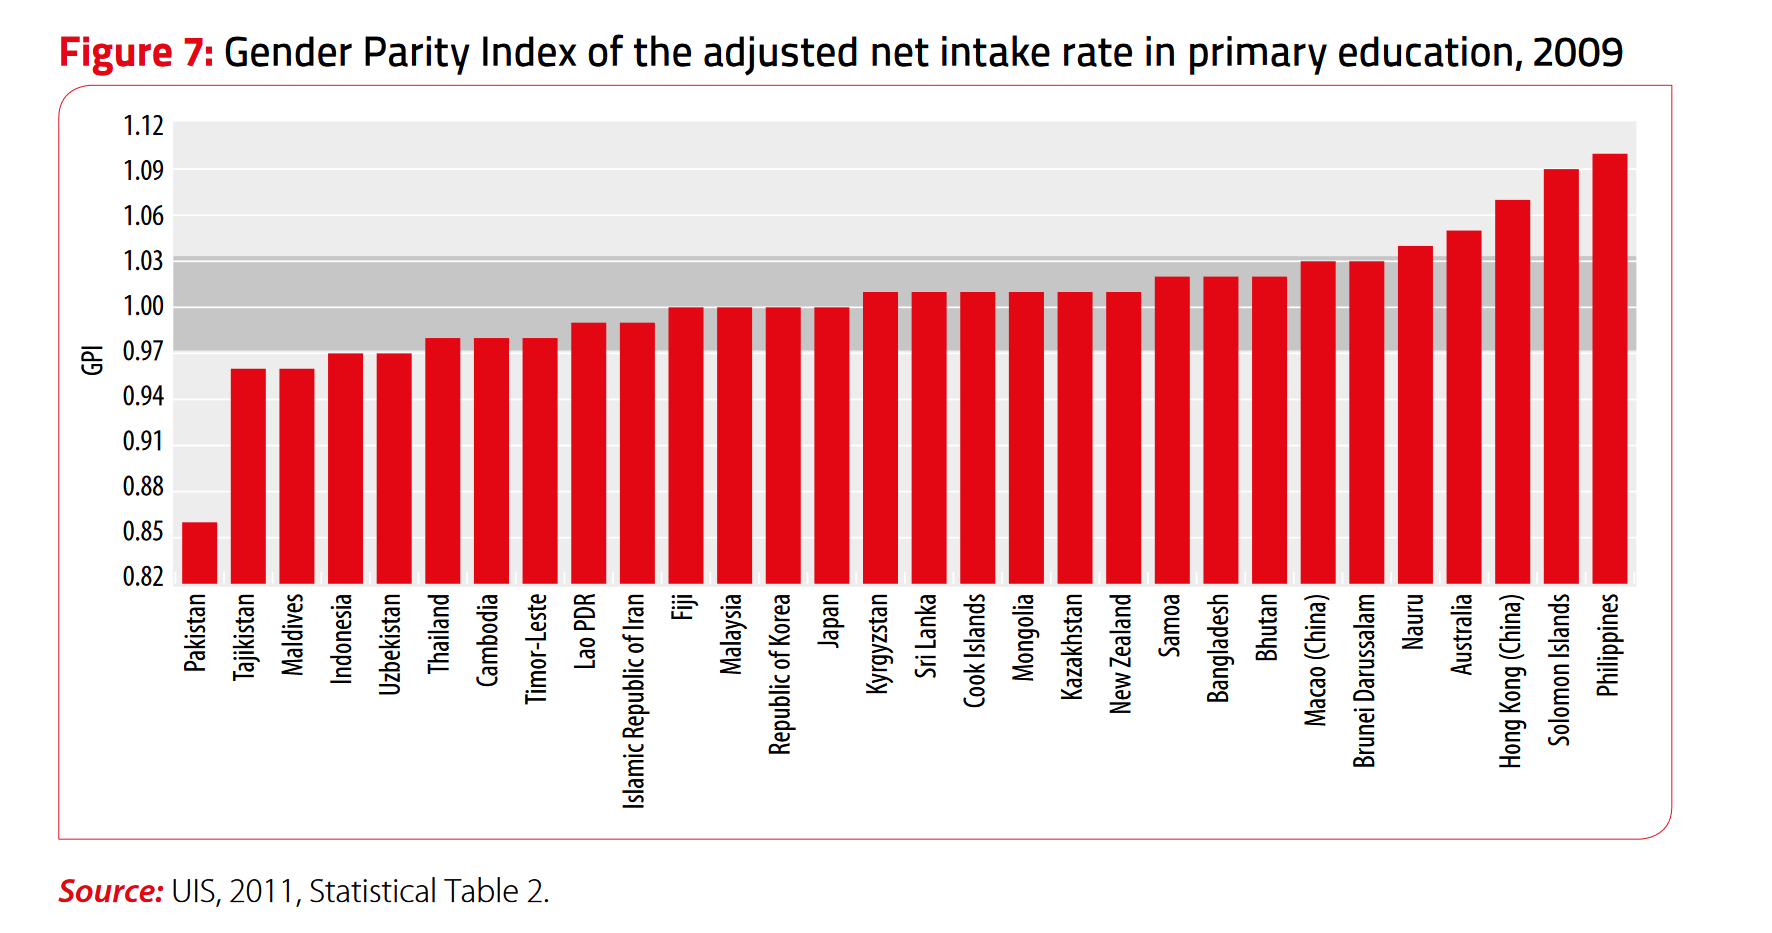 Figure 7: Gender Parity Index of the adjusted net intake rate in primary education, 2009
1.12
1.09
1.06
1.03
1.00
0.97
0.94
0.91
0.88
0.85
0.82
GPI
Pakistan
Tajikistan
Maldives
Indonesia
Uzbekistan
Thailand
Cambodia
Timor-Leste
Lao PDR
Islamic Republic of Iran
Fiji
Malaysia
Republic of Korea
Japan
Kyrgyzstan
Sri Lanka
Cook Islands
Mongolia
Kazakhstan
New Zealand
Samoa
Bangladesh
Bhutan
Macao (China)
Brunei Darussalam
Nauru
Australia
Hong Kong (China)
Solomon Islands
Philippines
Source: UIS, 2011, Statistical Table 2.